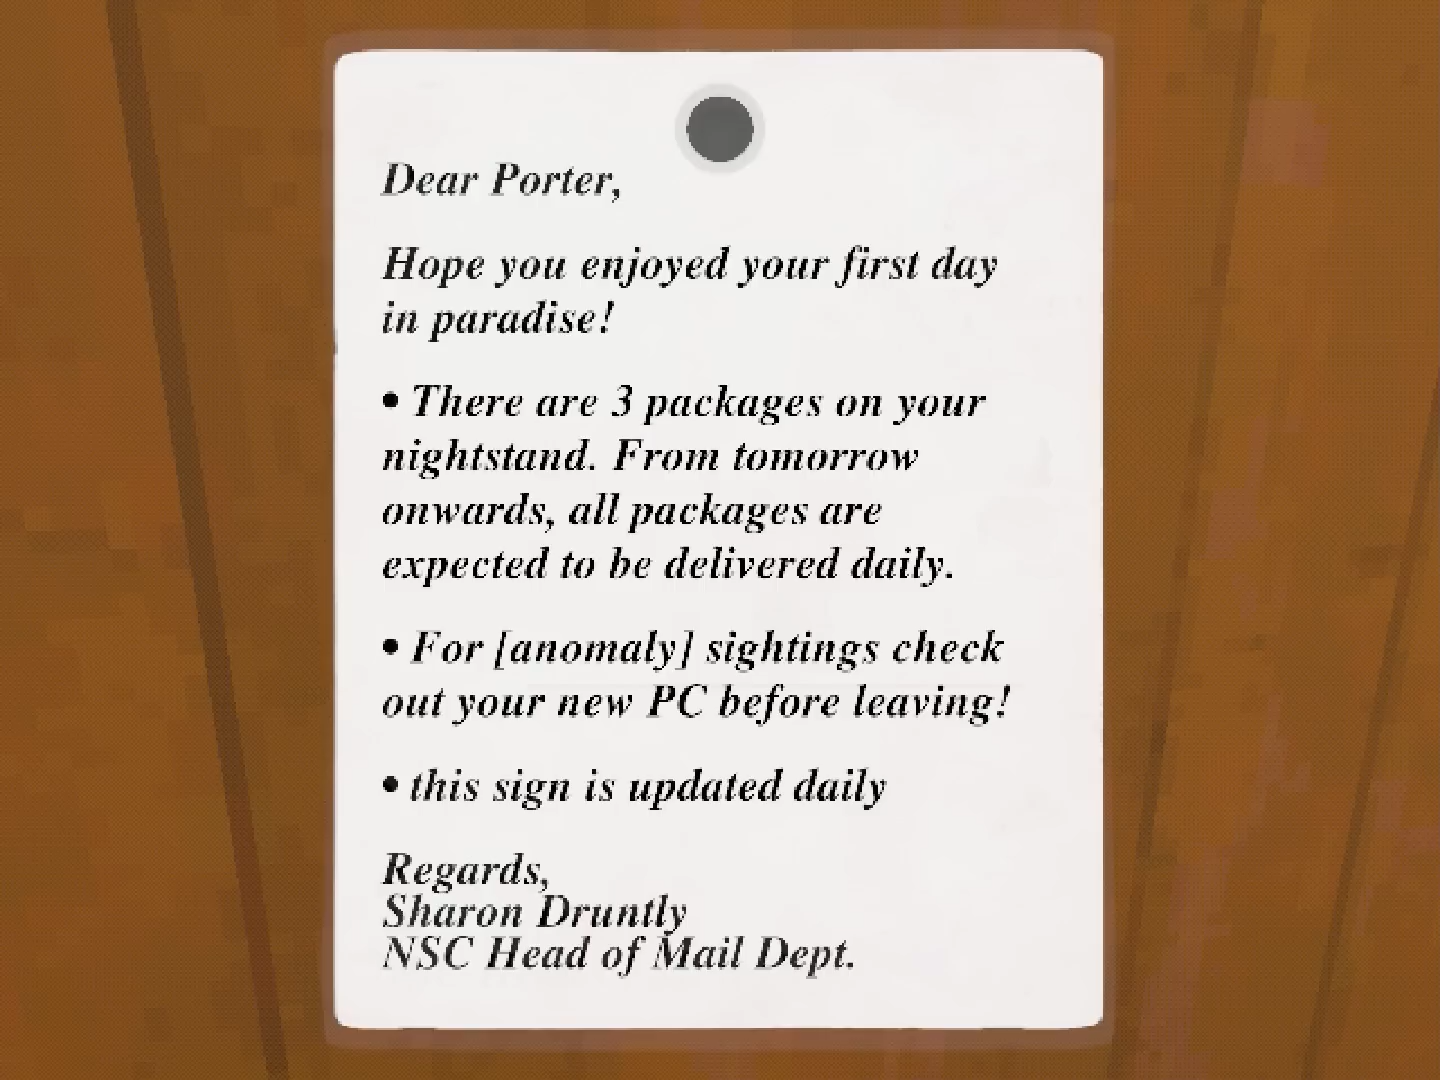 Dear Porter,
Hope you enjoyed your first day
in paradise!
• There are 3 packages on your
nightstand. From tomorrow
onwards, all packages are
expected to be delivered daily.
• For [anomaly] sightings check
out your new PC before leaving!
• this sign is updated daily
Regards,
Sharon Druntly
NSC Head of Mail Dept.